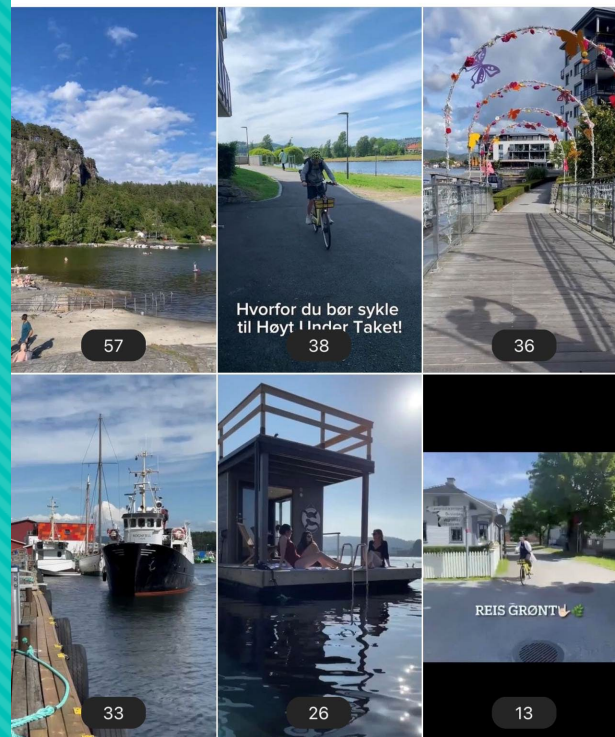 Hvorfor du bør sykle
til Høyt Under Taket!
57
38
36
33
26
REIS GRØNT🤟🏻🌿
13